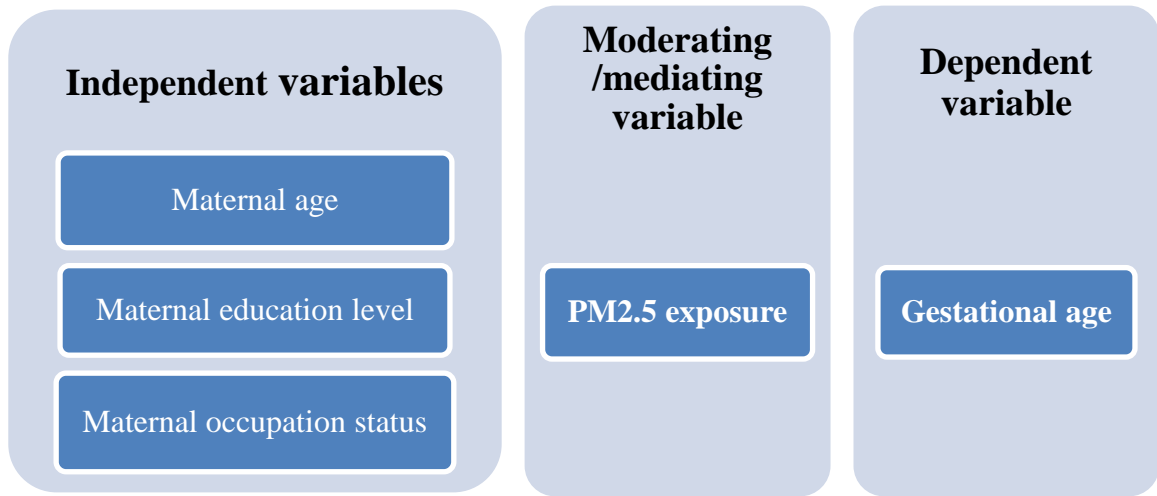 Independent variables
Maternal age
Maternal education level
Maternal occupation status
Moderating
/mediating
variable
PM2.5 exposure
Dependent
variable
Gestational age